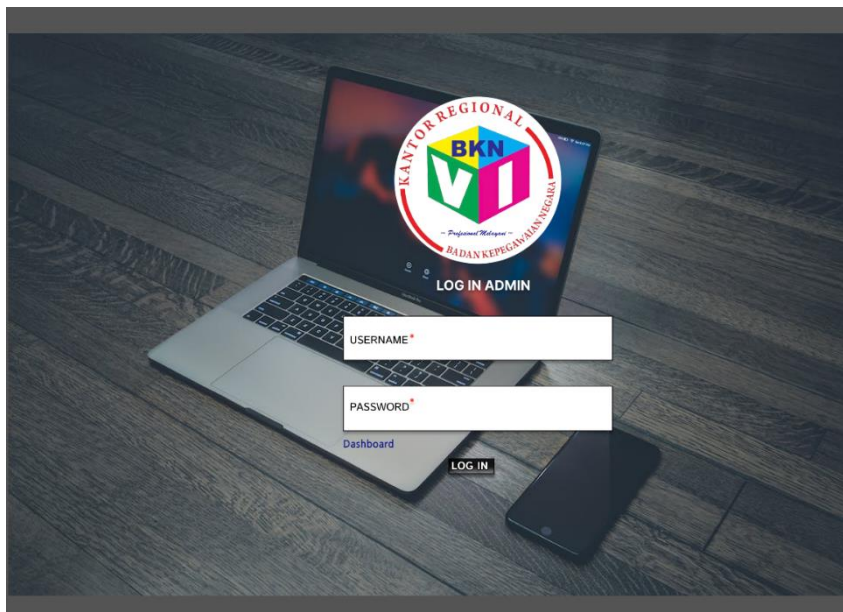 KANTOR REGIONAL
BKN
VI
~ Profesional Melayani ~
BADAN KEPEGAWAIAN NEGARA
LOG IN ADMIN
USERNAME*
PASSWORD*
Dashboard
LOG IN